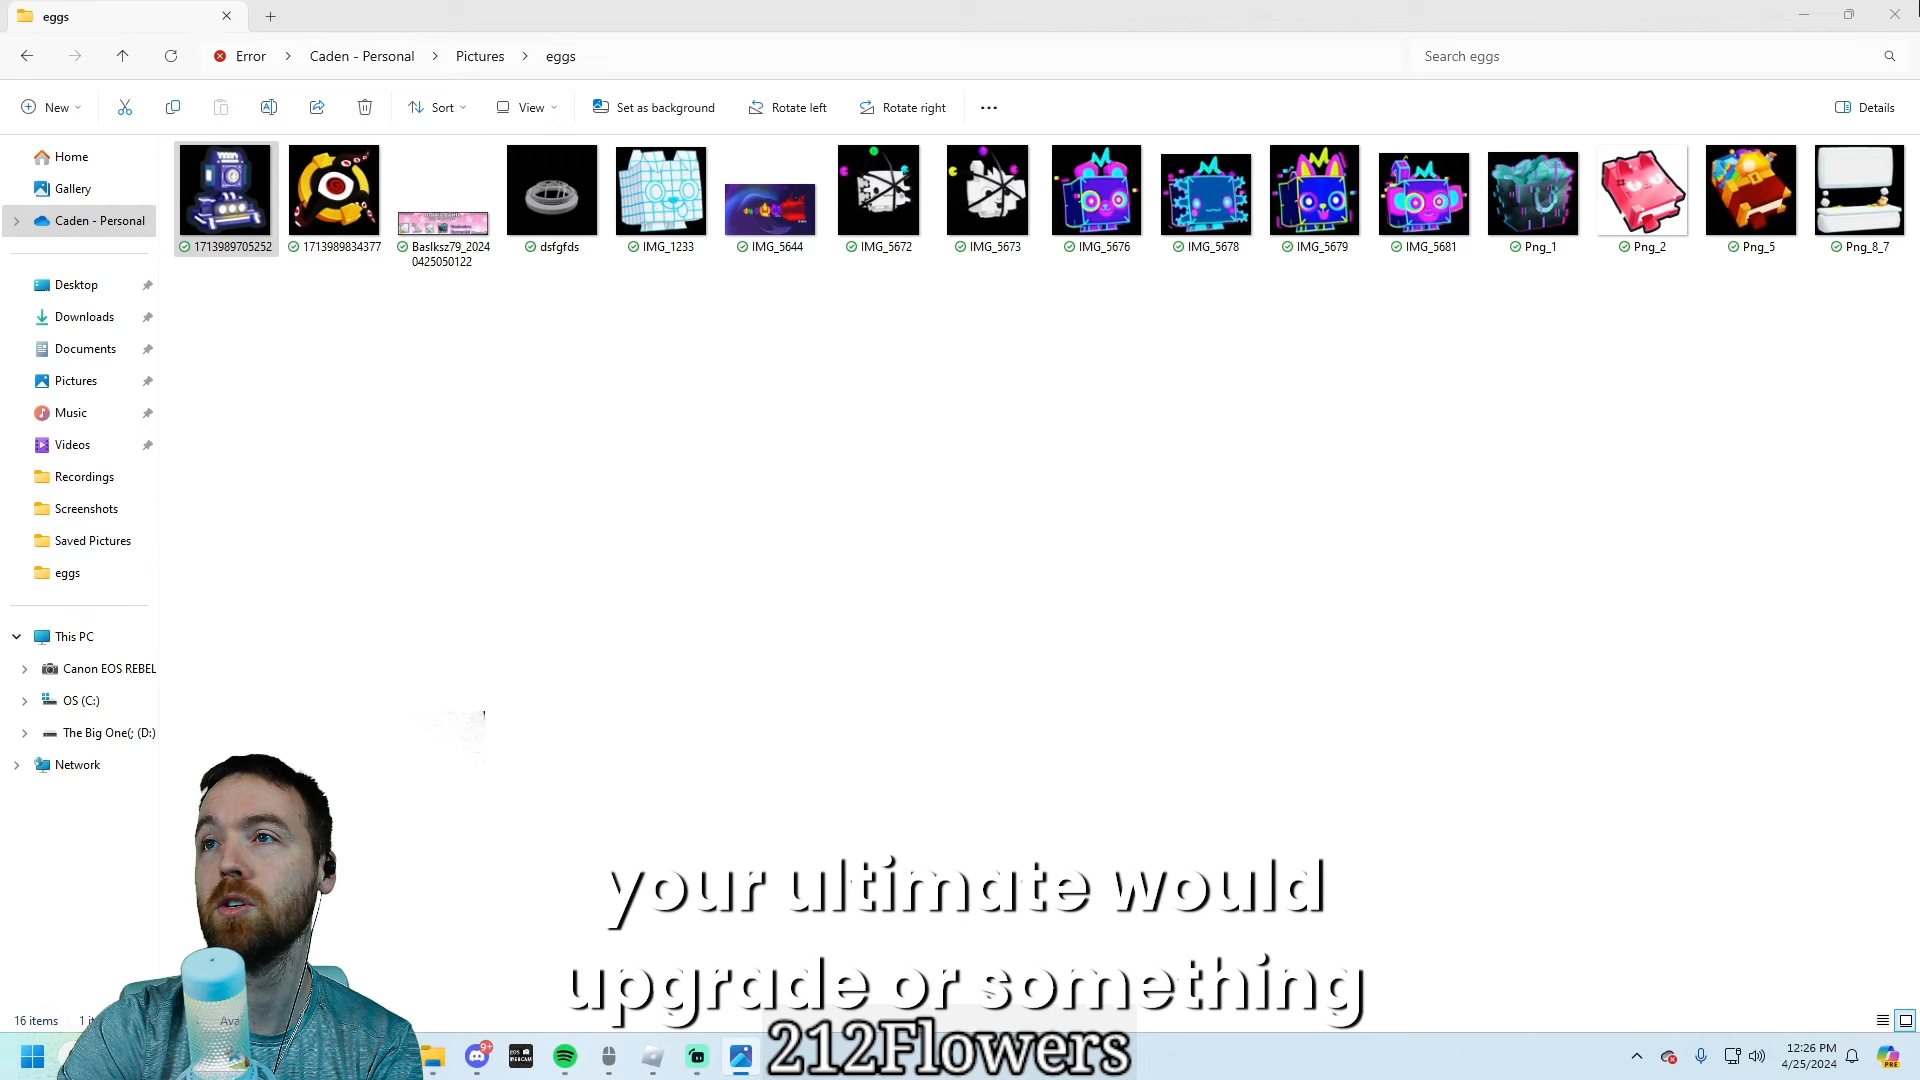 eggs
Error > Caden - Personal > Pictures > eggs
Search eggs
New
Sort
View
Set as background
Rotate left
Rotate right
Details
Home
Gallery
Caden - Personal
Desktop
Downloads
Documents
Pictures
Music
Videos
Recordings
Screenshots
Saved Pictures
eggs
This PC
Canon EOS REBEL
OS (C:)
The Big One(; (D:)
Network
1713989705252
1713989834377
Baslksz79_2024
0425050122
dsfgfds
IMG_1233
IMG_5644
IMG_5672
IMG_5673
IMG_5676
IMG_5678
IMG_5679
IMG_5681
Png_1
Png_2
Png_5
Png_8_7
your ultimate would
upgrade or something
212Flowers
16 items
9+
12:26 PM
4/25/2024
PRE